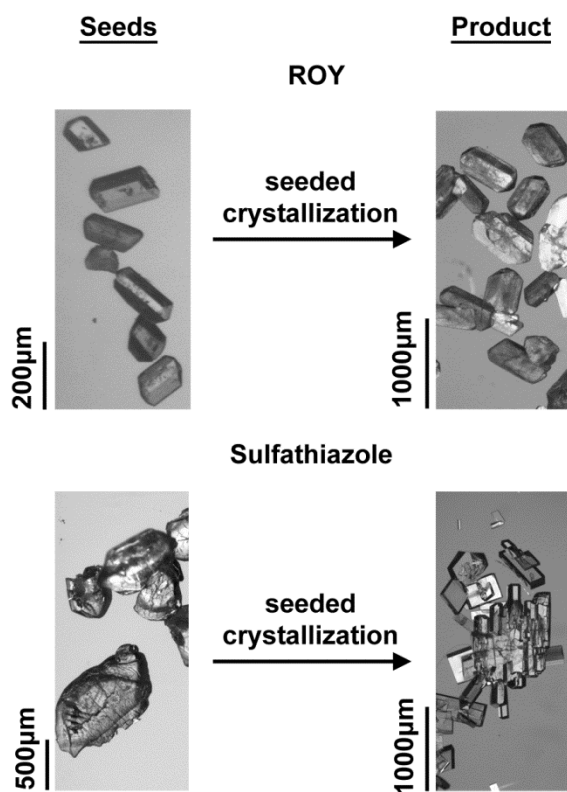 Seeds
Product
ROY
seeded
crystallization
200µm
1000µm
Sulfathiazole
seeded
crystallization
500µm
1000µm